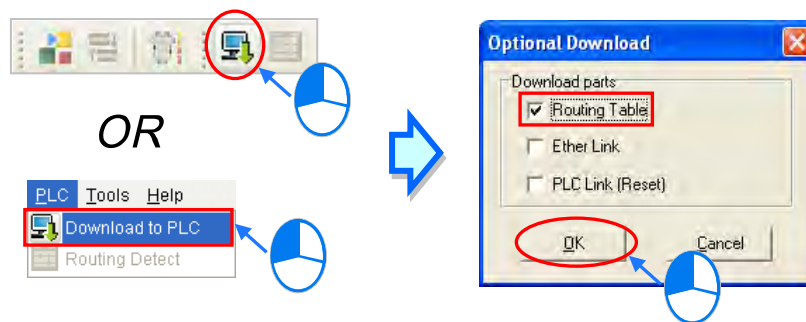 OR
PLC Tools Help
Download to PLC
Routing Detect
Optional Download
Download parts
Routing Table
Ether Link
PLC Link (Reset)
OK Cancel